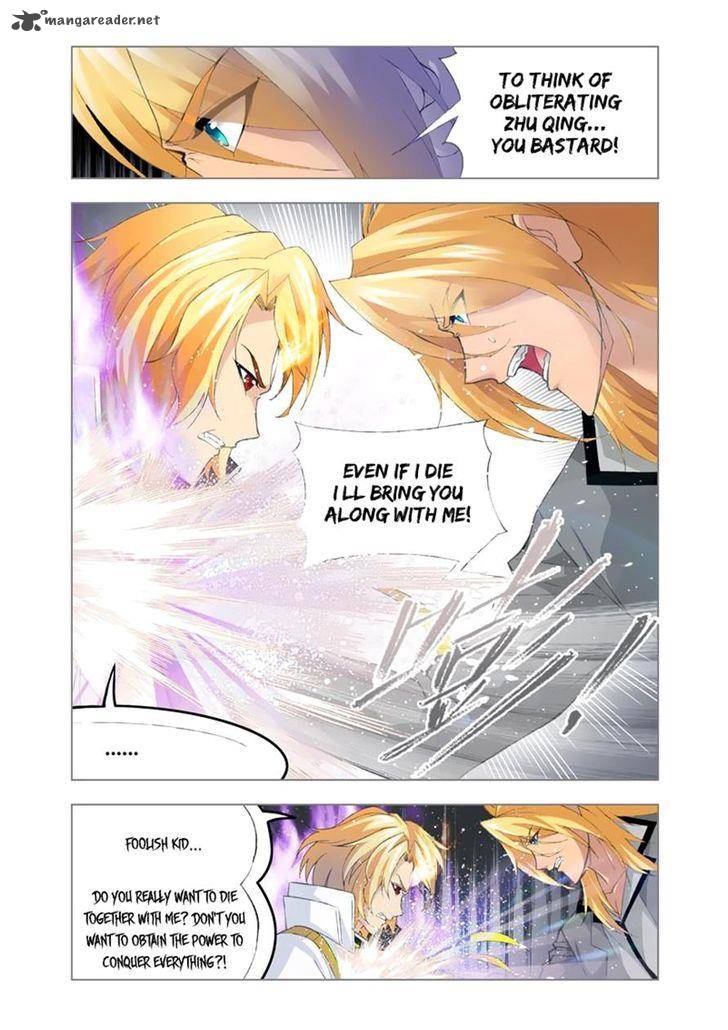 mangareader.net
TO THINK OF
OBLITERATING
ZHU QING...
YOU BASTARD!
EVEN IF I DIE
I LL BRING YOU
ALONG WITH ME!
......
FOOLISH KID...
DO YOU REALLY WANT TO DIE
TOGETHER WITH ME? DON'T YOU
WANT TO OBTAIN THE POWER TO
CONQUER EVERYTHING?!